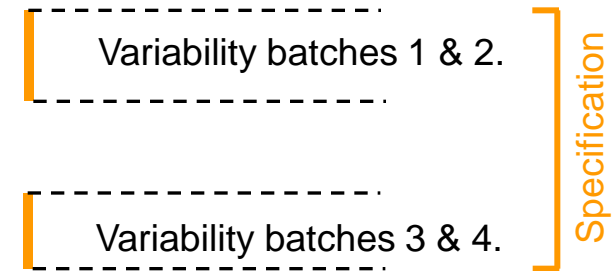 Variability batches 1 & 2.
Variability batches 3 & 4.
Specification